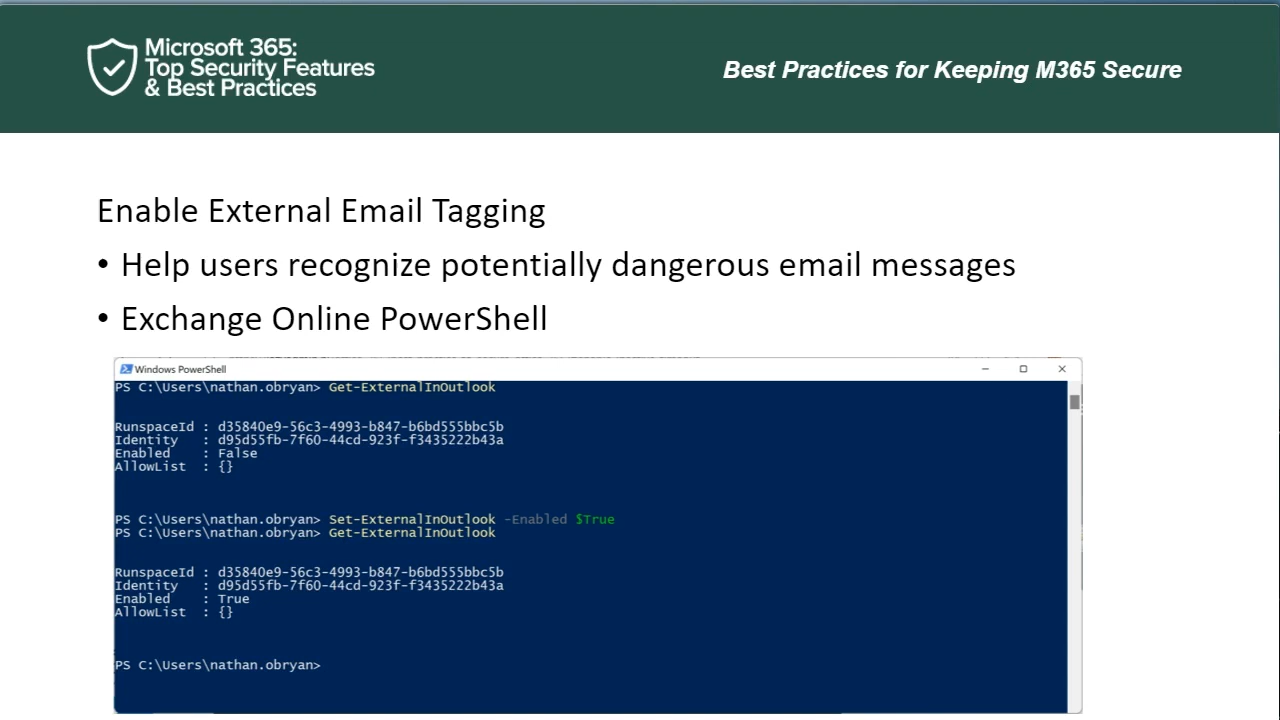 Microsoft 365:
Top Security Features
& Best Practices
Best Practices for Keeping M365 Secure
Enable External Email Tagging
• Help users recognize potentially dangerous email messages
• Exchange Online PowerShell
Windows PowerShell
PS C:\Users\nathan.obryan> Get-ExternalInOutlook
RunspaceId : d35840e9-56c3-4993-b847-b6bd555bbc5b
Identity   : d95d55fb-7f60-44cd-923f-f3435222b43a
Enabled    : False
AllowList  : {}
PS C:\Users\nathan.obryan> Set-ExternalInOutlook -Enabled $True
PS C:\Users\nathan.obryan> Get-ExternalInOutlook
RunspaceId : d35840e9-56c3-4993-b847-b6bd555bbc5b
Identity   : d95d55fb-7f60-44cd-923f-f3435222b43a
Enabled    : True
AllowList  : {}
PS C:\Users\nathan.obryan>